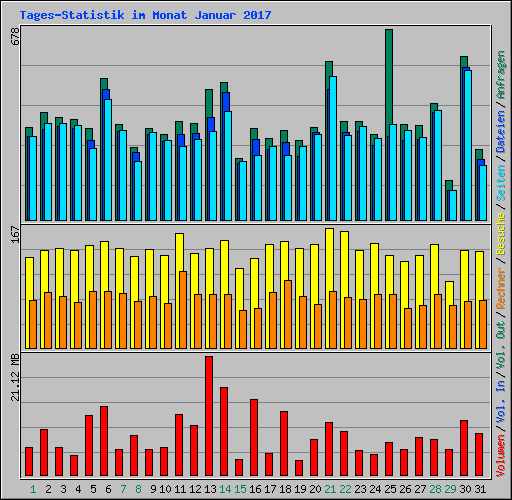 Tages-Statistik im Monat Januar 2017
678
167
21.12 MB
Volumen / Vol. In / Vol. Out / Rechner / Besuche / Seiten / Dateien / Anfragen
1 2 3 4 5 6 7 8 9 10 11 12 13 14 15 16 17 18 19 20 21 22 23 24 25 26 27 28 29 30 31